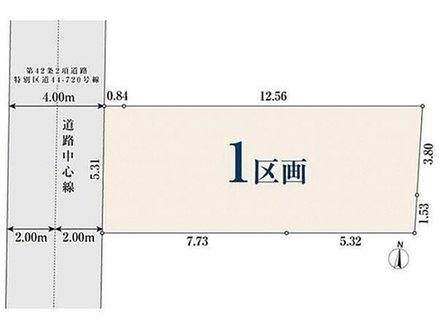 第42条2項道路
特別区道44-720号線
4.00m
0.84
12.56
道路中心線
5.31
1区画
3.80
1.53
2.00m
2.00m
7.73
5.32
N